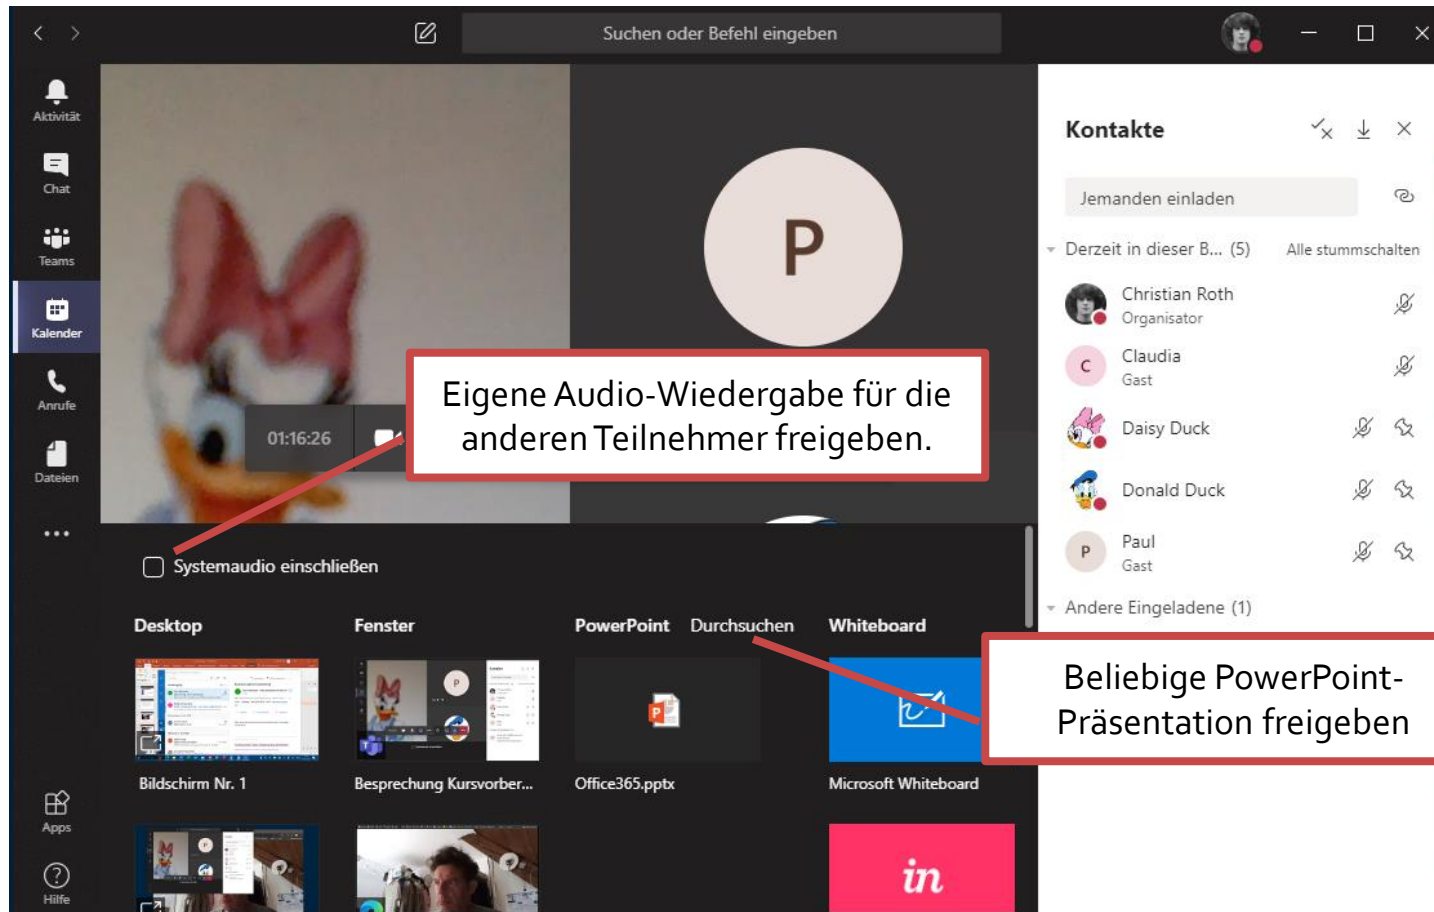 Suchen oder Befehl eingeben
Aktivität
Chat
Teams
Kalender
Anrufe
Dateien
Apps
Hilfe
P
01:16:26
Eigene Audio-Wiedergabe für die
anderen Teilnehmer freigeben.
Systemaudio einschließen
Desktop
Fenster
PowerPoint Durchsuchen
Whiteboard
Bildschirm Nr. 1
Besprechung Kursvorber...
Office365.pptx
Microsoft Whiteboard
in
Kontakte
Jemanden einladen
Derzeit in dieser B... (5) Alle stummschalten
Christian Roth
Organisator
C
Claudia
Gast
Daisy Duck
Donald Duck
P
Paul
Gast
Andere Eingeladene (1)
Beliebige PowerPoint-
Präsentation freigeben